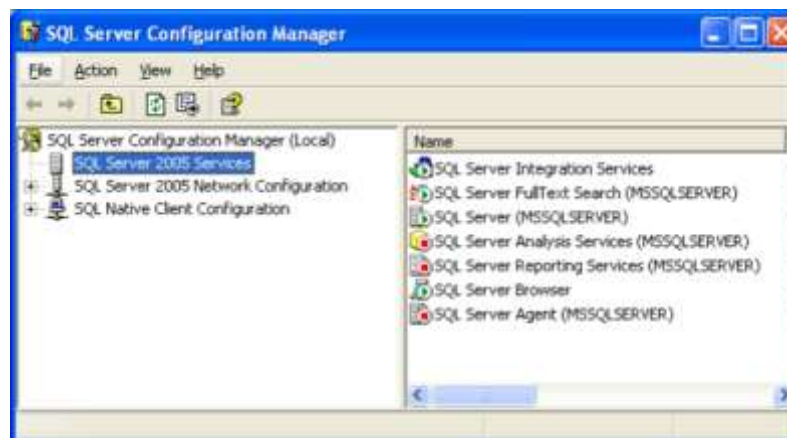 SQL Server Configuration Manager
File Action View Help
SQL Server Configuration Manager (Local)
SQL Server 2005 Services
SQL Server 2005 Network Configuration
SQL Native Client Configuration
Name
SQL Server Integration Services
SQL Server FullText Search (MSSQLSERVER)
SQL Server (MSSQLSERVER)
SQL Server Analysis Services (MSSQLSERVER)
SQL Server Reporting Services (MSSQLSERVER)
SQL Server Browser
SQL Server Agent (MSSQLSERVER)